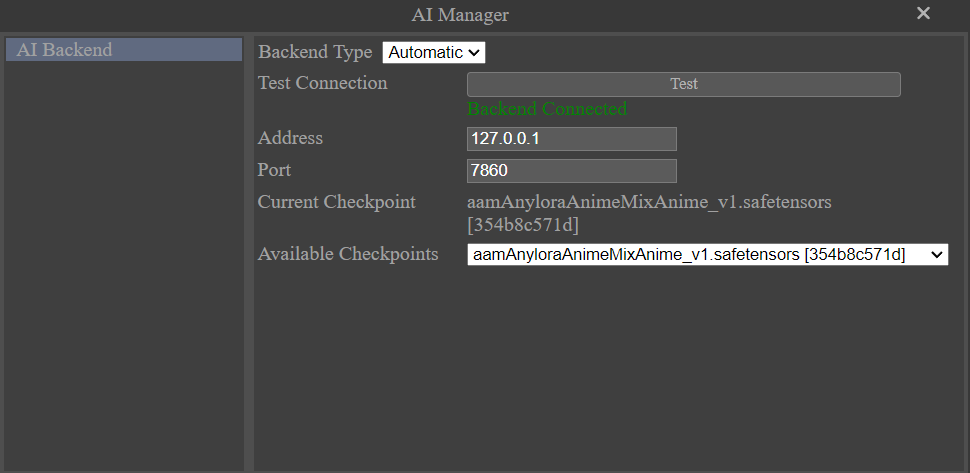 AI Manager
AI Backend
Backend Type Automatic
Test Connection Test
Backend Connected
Address 127.0.0.1
Port 7860
Current Checkpoint aamAnyloraAnimeMixAnime_v1.safetensors
[354b8c571d]
Available Checkpoints aamAnyloraAnimeMixAnime_v1.safetensors [354b8c571d]